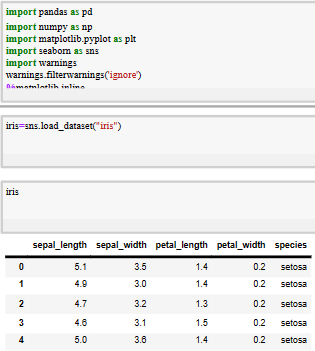 import pandas as pd
import numpy as np
import matplotlib.pyplot as plt
import seaborn as sns
import warnings
warnings.filterwarnings('ignore')
%matplotlib inline
iris=sns.load_dataset("iris")
iris
sepal_length sepal_width petal_length petal_width species
0 5.1 3.5 1.4 0.2 setosa
1 4.9 3.0 1.4 0.2 setosa
2 4.7 3.2 1.3 0.2 setosa
3 4.6 3.1 1.5 0.2 setosa
4 5.0 3.6 1.4 0.2 setosa